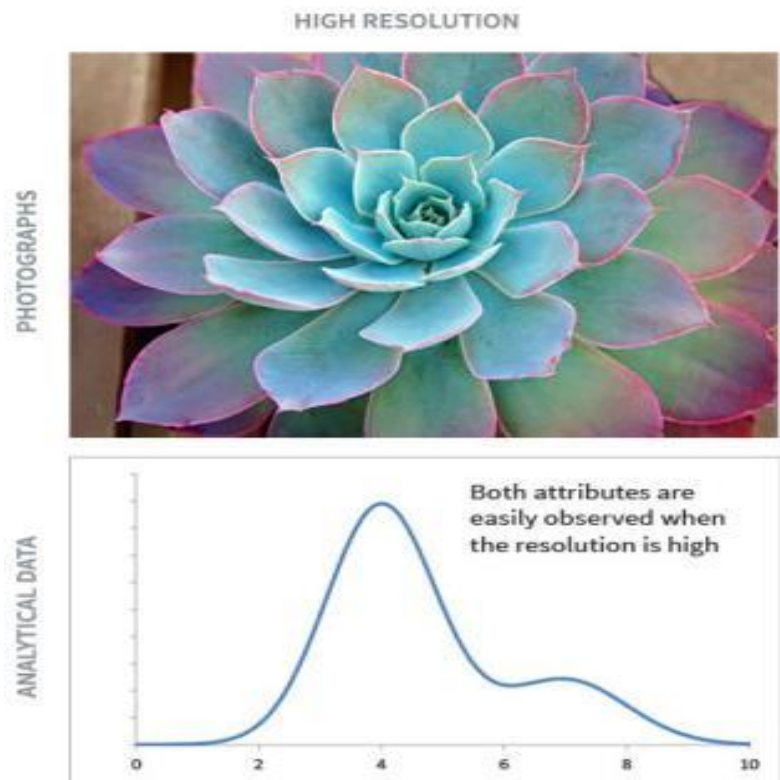 HIGH RESOLUTION
PHOTOGRAPHS
ANALYTICAL DATA
Both attributes are
easily observed when
the resolution is high
0 2 4 6 8 10